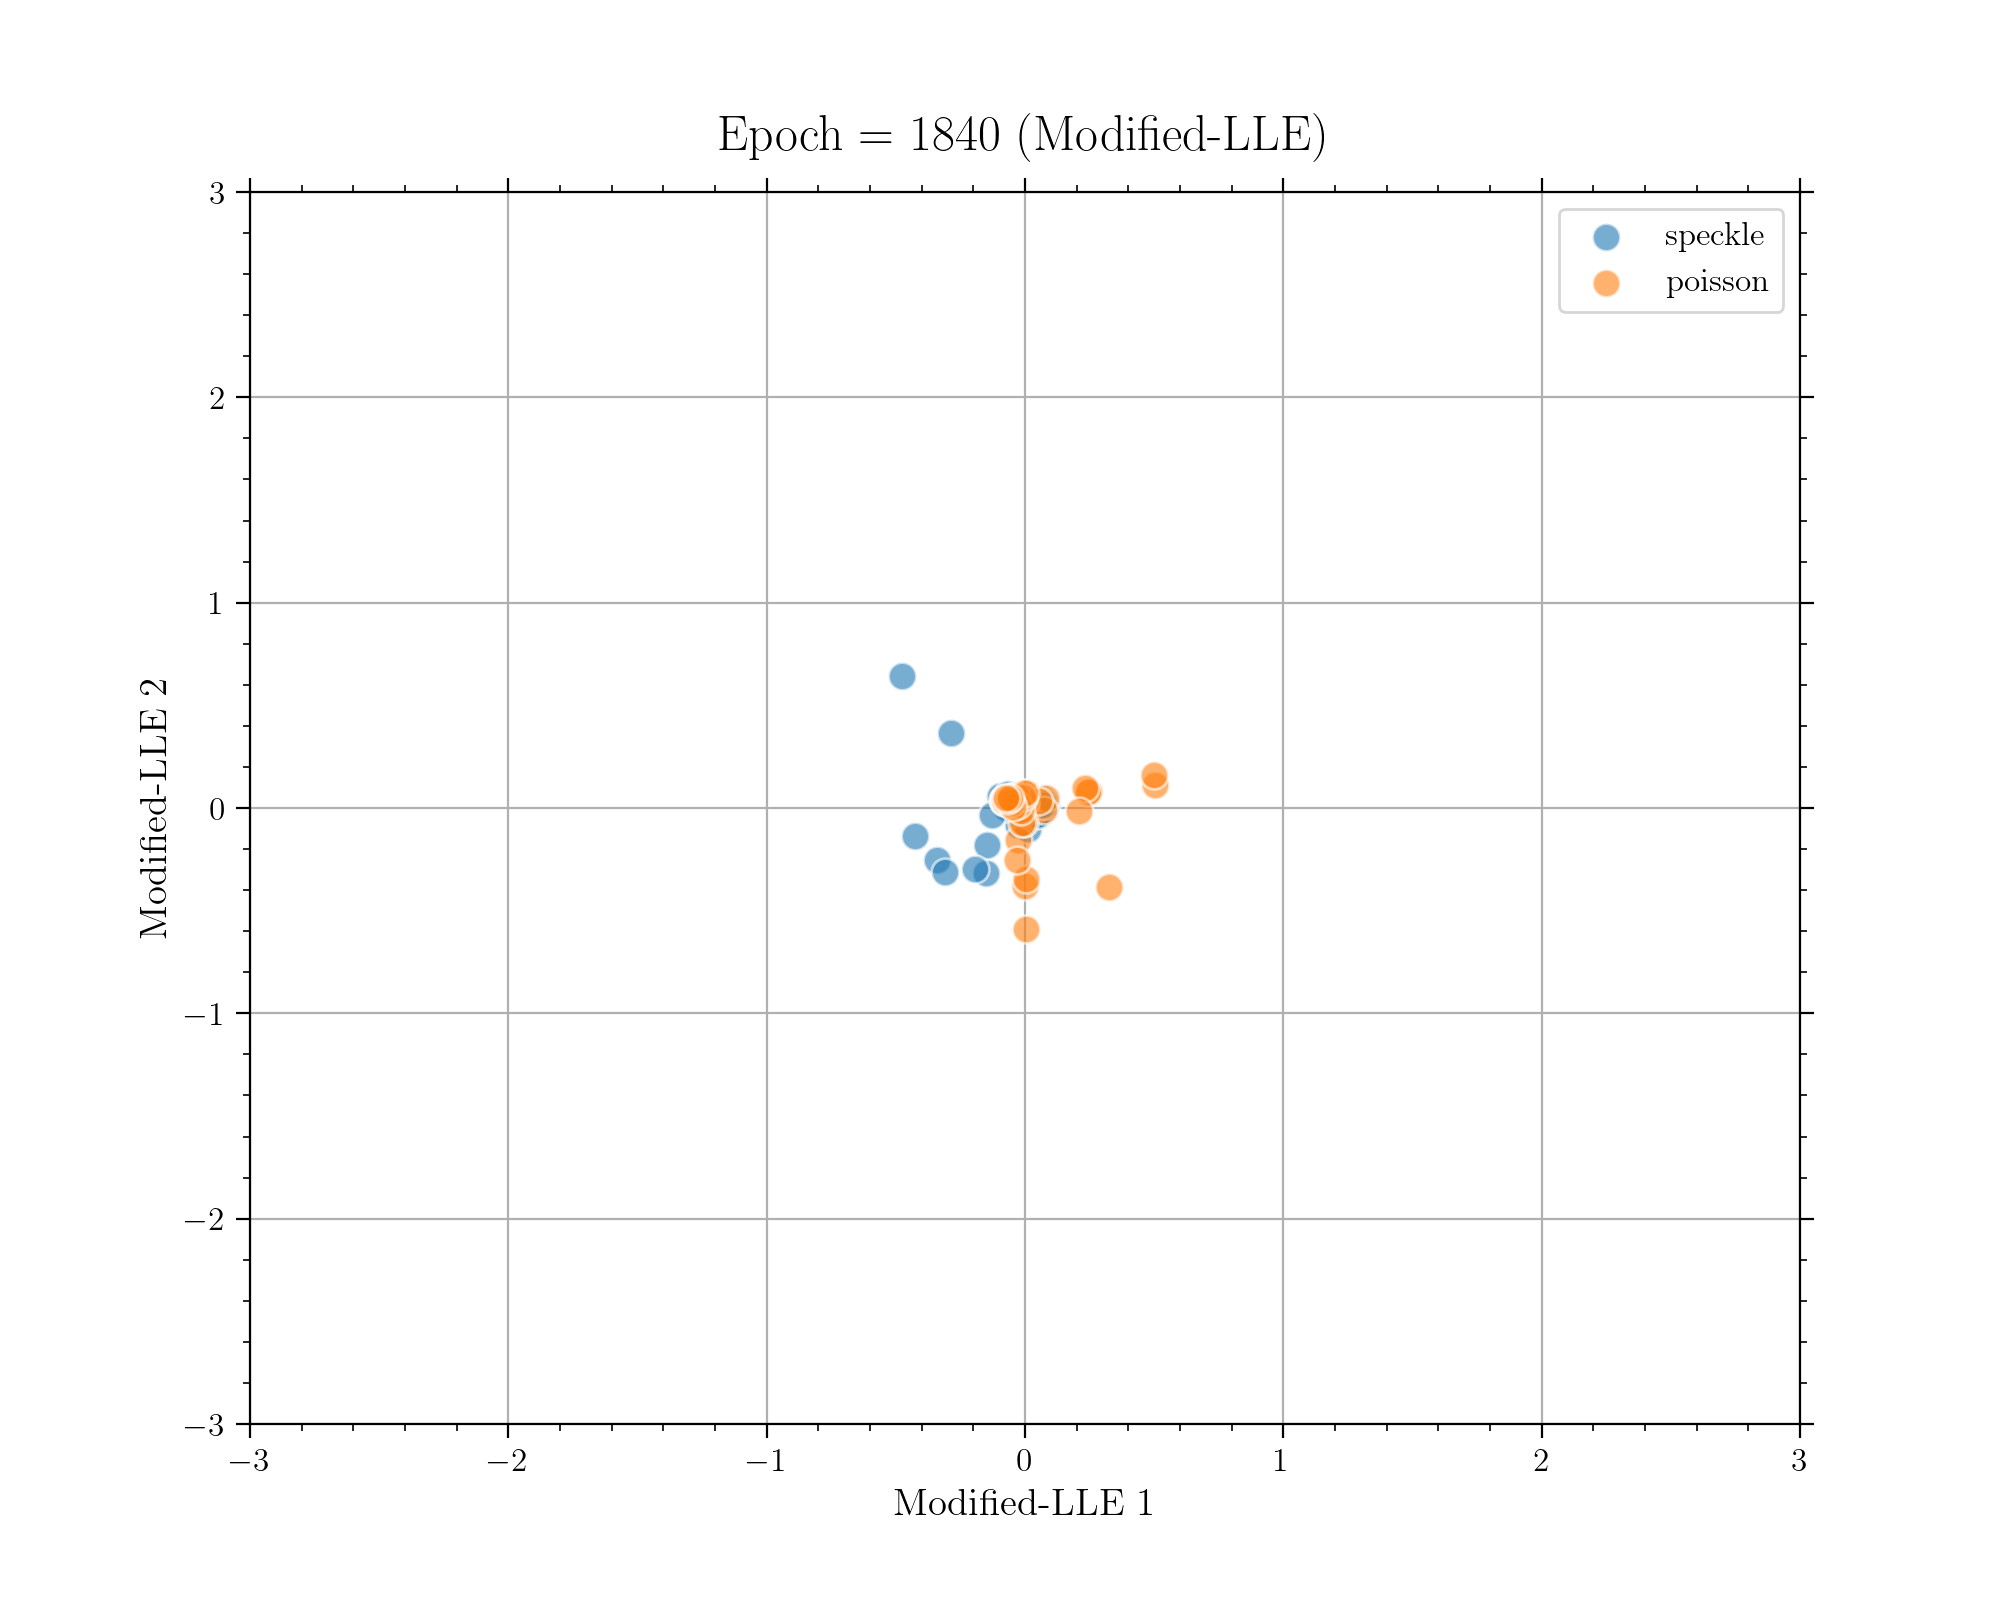 Epoch = 1840 (Modified-LLE)
speckle
poisson
3
2
1
0
−1
−2
−3
Modified-LLE 2
−3
−2
−1
0
1
2
3
Modified-LLE 1